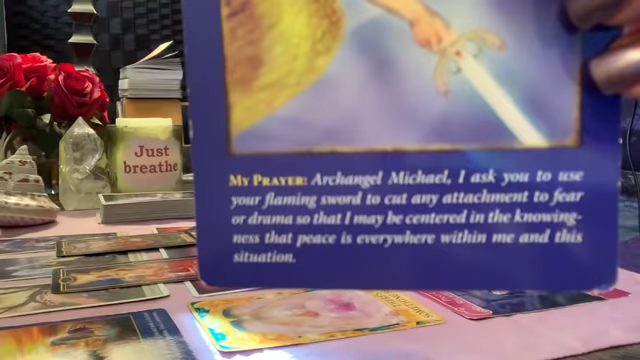 Just
breathe
MY PRAYER: Archangel Michael, I ask you to use
your flaming sword to cut any attachment to fear
or drama so that I may be centered in the knowing-
ness that peace is everywhere within me and this
situation.